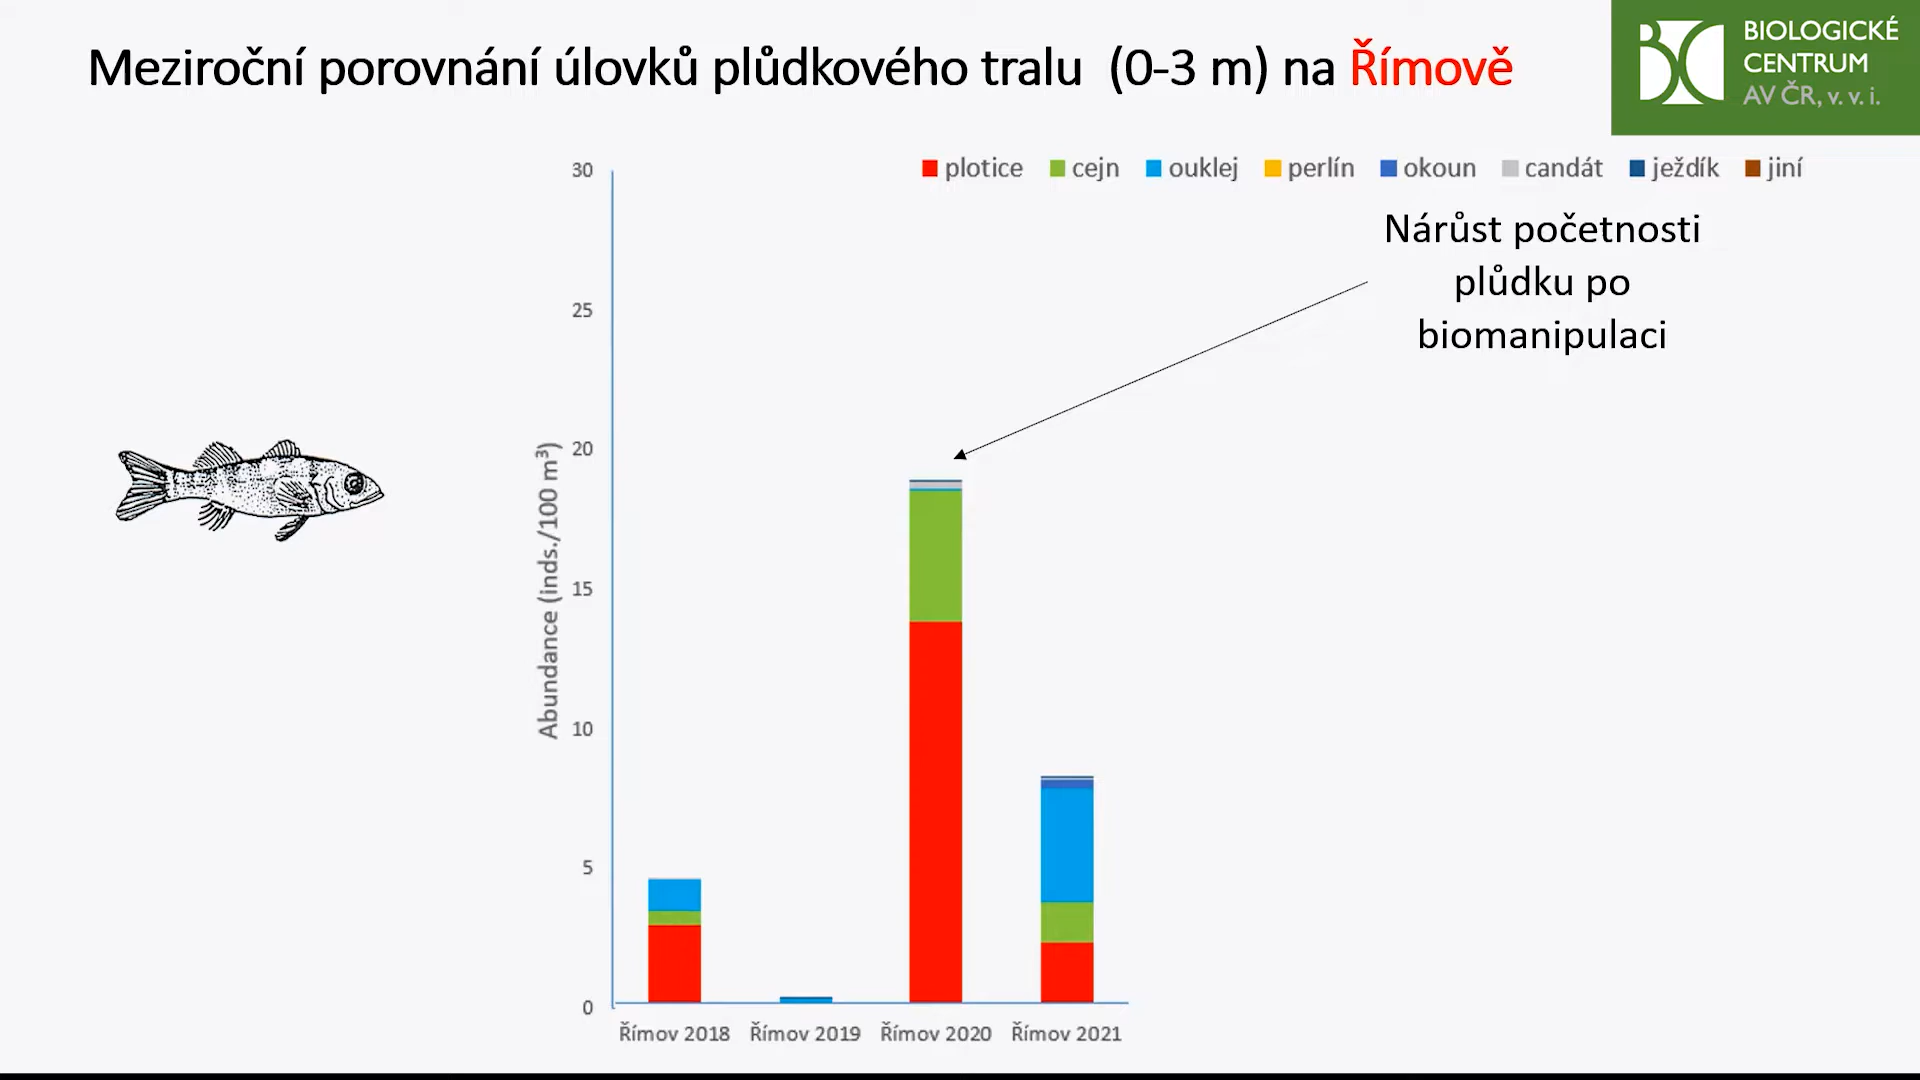 Meziroční porovnání úlovků plůdkového tralu (0-3 m) na Římově
BIOLOGICKÉ
CENTRUM
AV ČR, v. v. i.
plotice cejn ouklej perlín okoun candát ježdík jiní
Nárůst početnosti
plůdku po
biomanipulaci
Abundance (inds./100 m³)
30
25
20
15
10
5
0
Římov 2018 Římov 2019 Římov 2020 Římov 2021